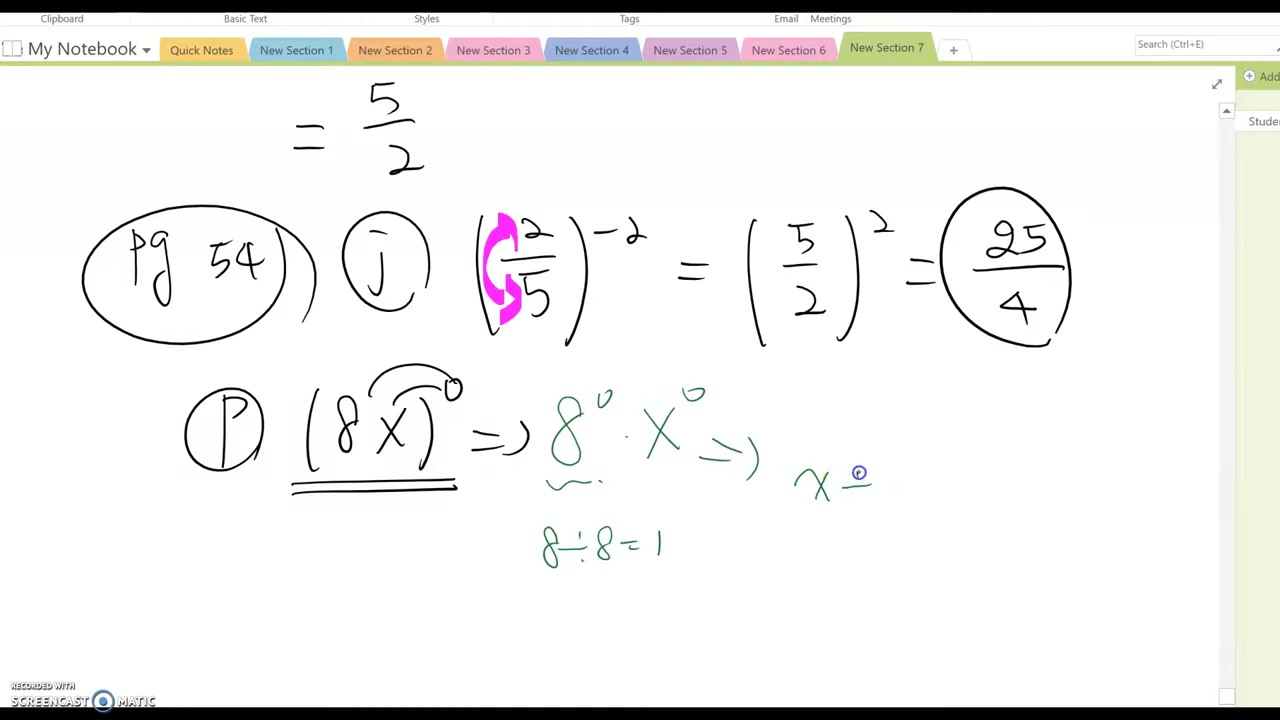 Clipboard Basic Text Styles Tags Email Meetings
My Notebook Quick Notes New Section 1 New Section 2 New Section 3 New Section 4 New Section 5 New Section 6 New Section 7 + Search (Ctrl+E)
Add
Studen
= 5/2
pg 54) j (2/5)^-2 = (5/2)^2 = 25/4
P (8x)^0 => 8^0 · x^0 =>
x ÷
8÷8=1
RECORDED WITH
SCREENCAST MATIC